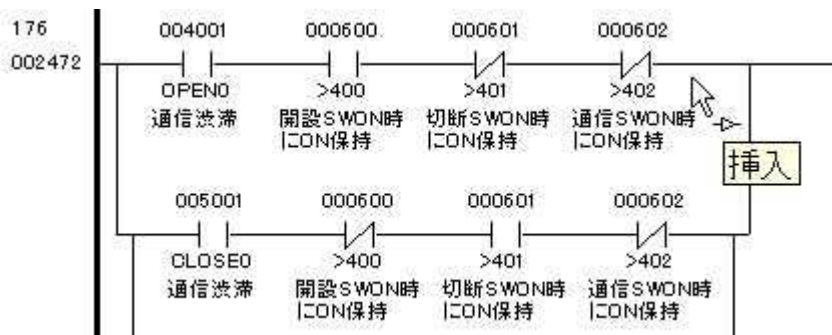 176
004001 000600 000601 000602
002472
OPEN0 >400 >401 >402
通信渋滞 開設SWON時 切断SWON時 通信SWON時
にON保持 にON保持 にON保持
挿入
005001 000600 000601 000602
CLOSE0 >400 >401 >402
通信渋滞 開設SWON時 切断SWON時 通信SWON時
にON保持 にON保持 にON保持